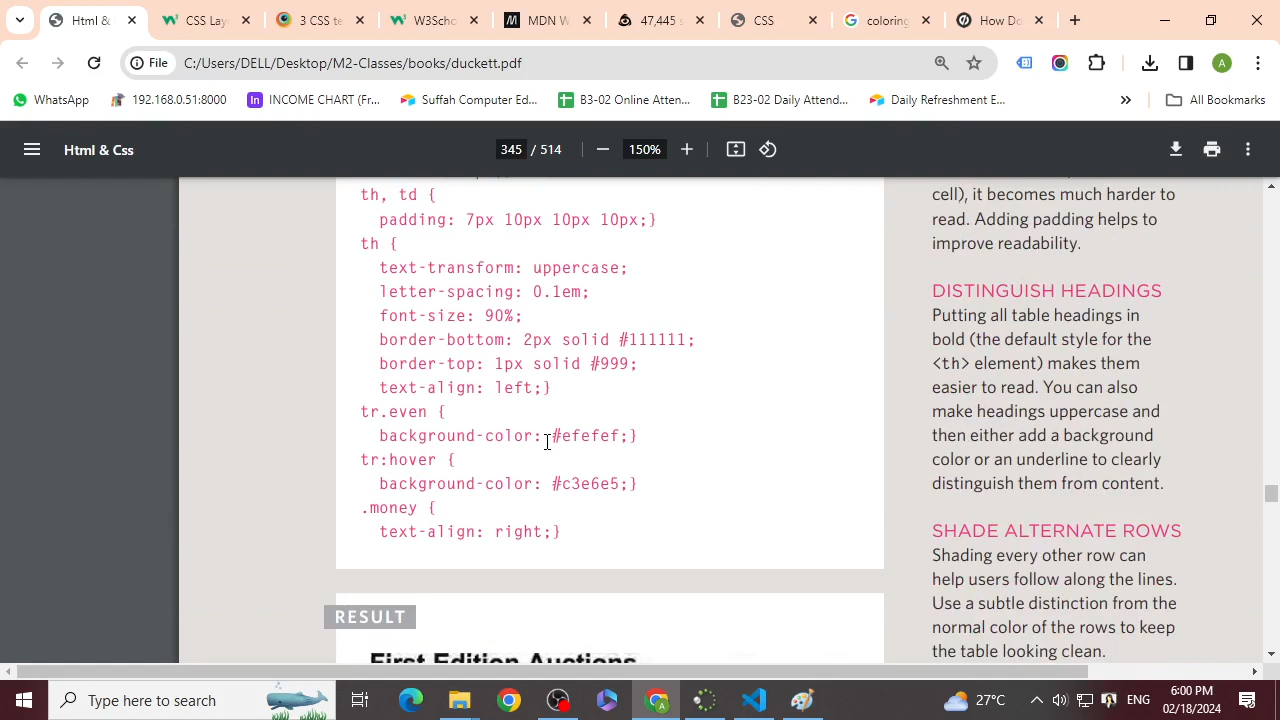 Html &
CSS Lay
3 CSS te
W3Scho
MDN W
47,445 s
CSS
coloring
How Do
File
C:/Users/DELL/Desktop/M2-Classes/books/duckett.pdf
A
WhatsApp
192.168.0.51:8000
INCOME CHART (Fr...
Suffah Computer Ed...
B3-02 Online Atten...
B23-02 Daily Attend...
Daily Refreshment E...
All Bookmarks
Html & Css
345 / 514
150%
th, td {
padding: 7px 10px 10px 10px;}
th {
text-transform: uppercase;
letter-spacing: 0.1em;
font-size: 90%;
border-bottom: 2px solid #111111;
border-top: 1px solid #999;
text-align: left;}
tr.even {
background-color: #efefef;}
tr:hover {
background-color: #c3e6e5;}
.money {
text-align: right;}
RESULT
First Edition Auctions
cell), it becomes much harder to
read. Adding padding helps to
improve readability.
DISTINGUISH HEADINGS
Putting all table headings in
bold (the default style for the
<th> element) makes them
easier to read. You can also
make headings uppercase and
then either add a background
color or an underline to clearly
distinguish them from content.
SHADE ALTERNATE ROWS
Shading every other row can
help users follow along the lines.
Use a subtle distinction from the
normal color of the rows to keep
the table looking clean.
Type here to search
27°C
ENG
6:00 PM
02/18/2024